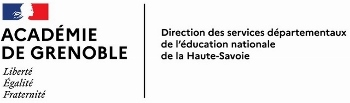 ACADÉMIE
DE GRENOBLE
Liberté
Égalité
Fraternité
Direction des services départementaux
de l'éducation nationale
de la Haute-Savoie